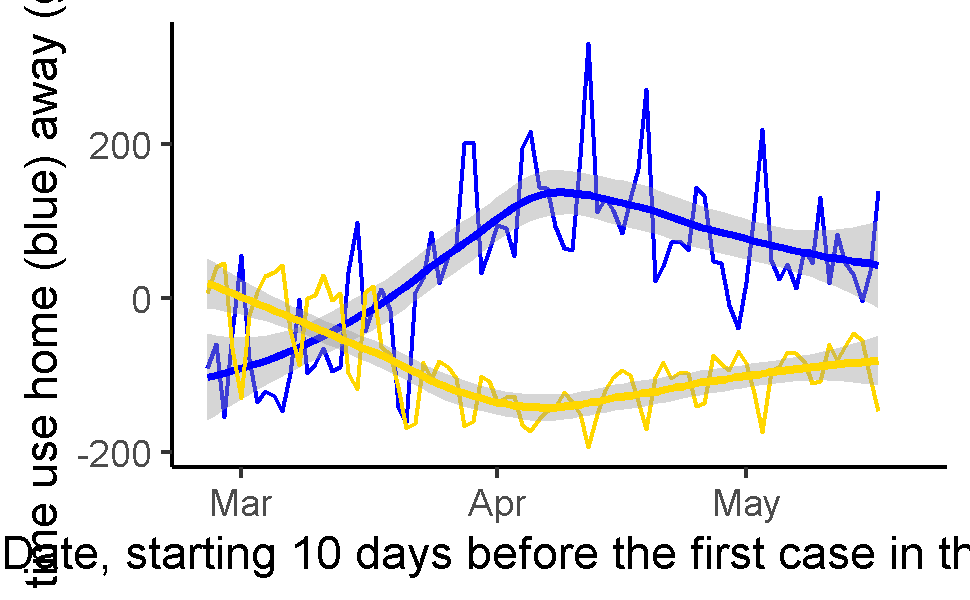 time use home (blue) away (
200
0
-200
Mar Apr May
Date, starting 10 days before the first case in th